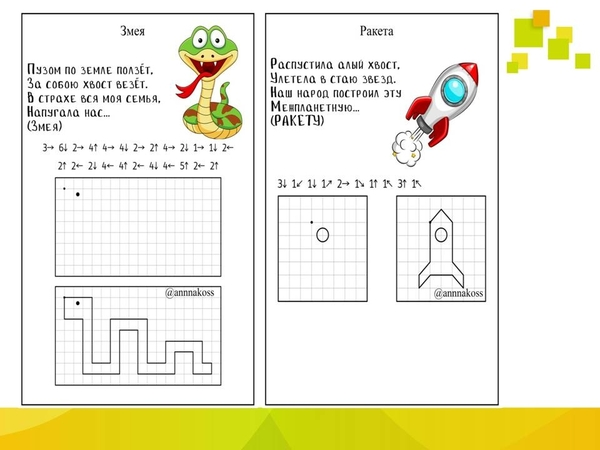 Змея
Пузом по земле ползёт,
За собою хвост везёт.
В страхе вся моя семья,
Напугала нас...
(Змея)
3→ 6↓ 2→ 4↑ 4→ 4↓ 2→ 2↑ 4→ 2↓ 1→ 1↓ 2←
2↑ 2← 2↓ 4← 4↑ 2← 4↓ 4← 5↑ 2← 2↑
@annnakoss
Ракета
Распустила алый хвост,
Улетела в стаю звезд.
Наш народ построил эту
Менпланетную...
(РАКЕТУ)
3↓ 1↙ 1↓ 1↗ 2→ 1↘ 1↑ 1↖ 3↑ 1↖
@annnakoss